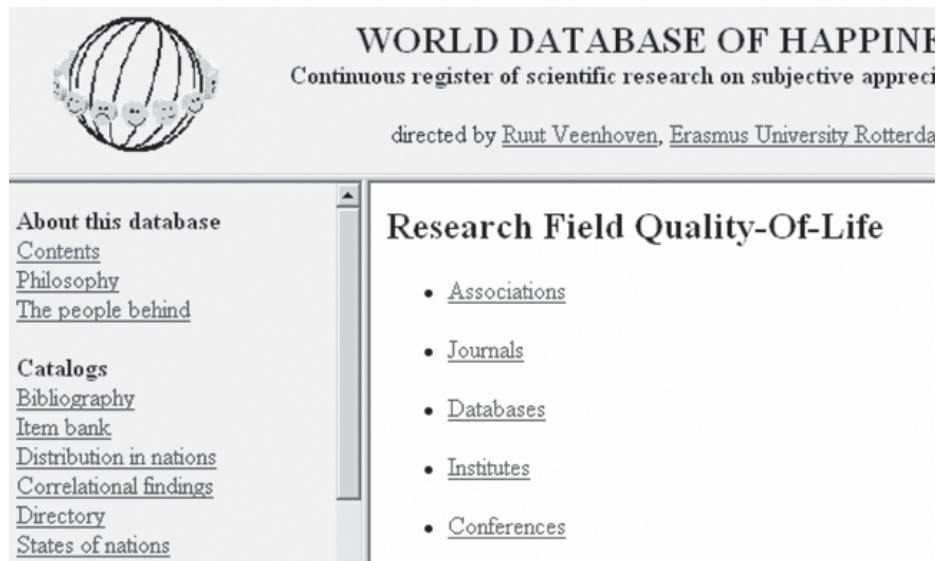 WORLD DATABASE OF HAPPINE
Continuous register of scientific research on subjective appreci
directed by Ruut Veenhoven, Erasmus University Rotterda
About this database
Contents
Philosophy
The people behind
Catalogs
Bibliography
Item bank
Distribution in nations
Correlational findings
Directory
States of nations
Research Field Quality-Of-Life
• Associations
• Journals
• Databases
• Institutes
• Conferences